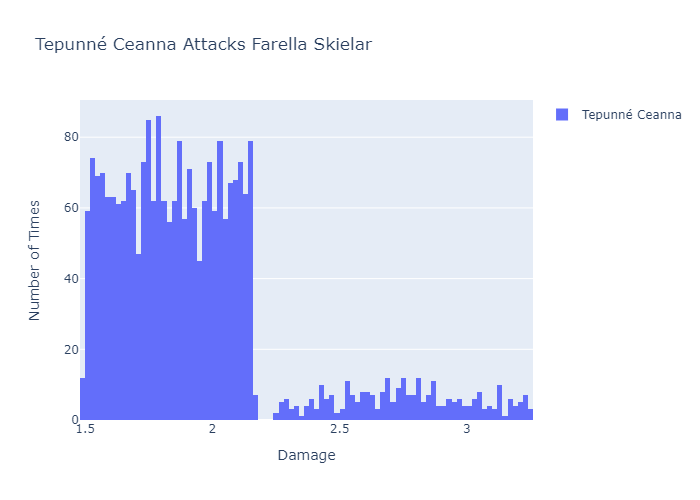 Tepunné Ceanna Attacks Farella Skielar
Tepunné Ceanna
Number of Times
80
60
40
20
0
1.5 2 2.5 3
Damage